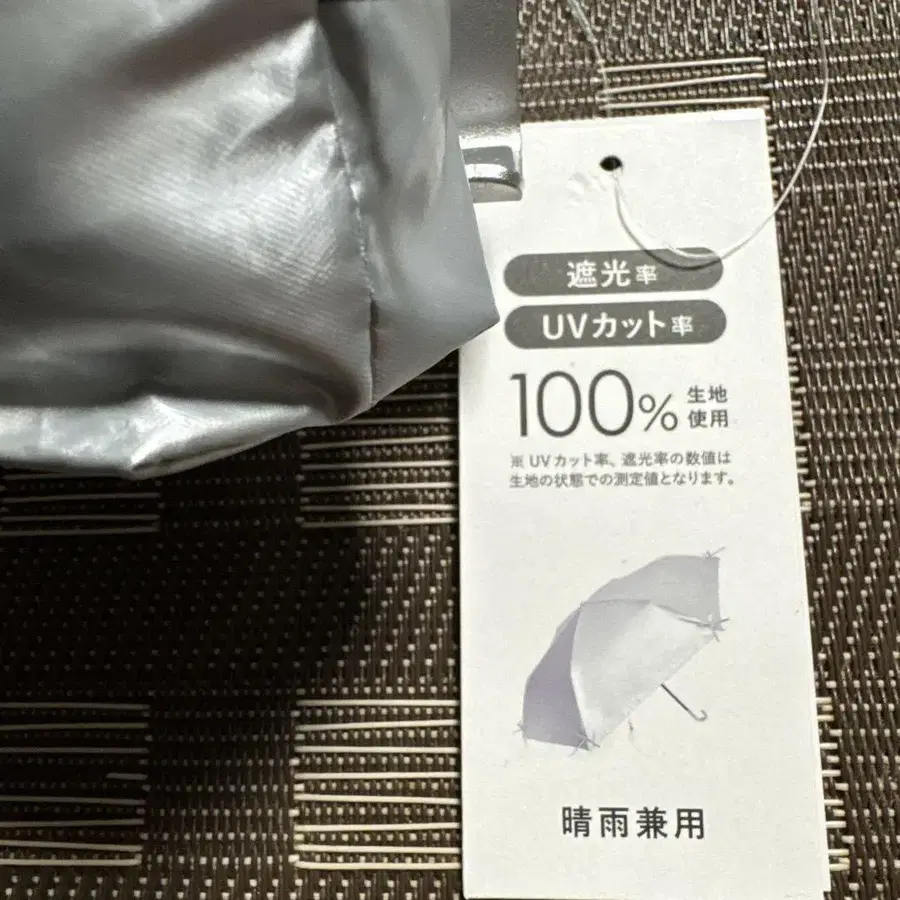 遮光率
UVカット率
100% 生地使用
※UVカット率、遮光率の数値は
生地の状態での測定値となります。
晴雨兼用